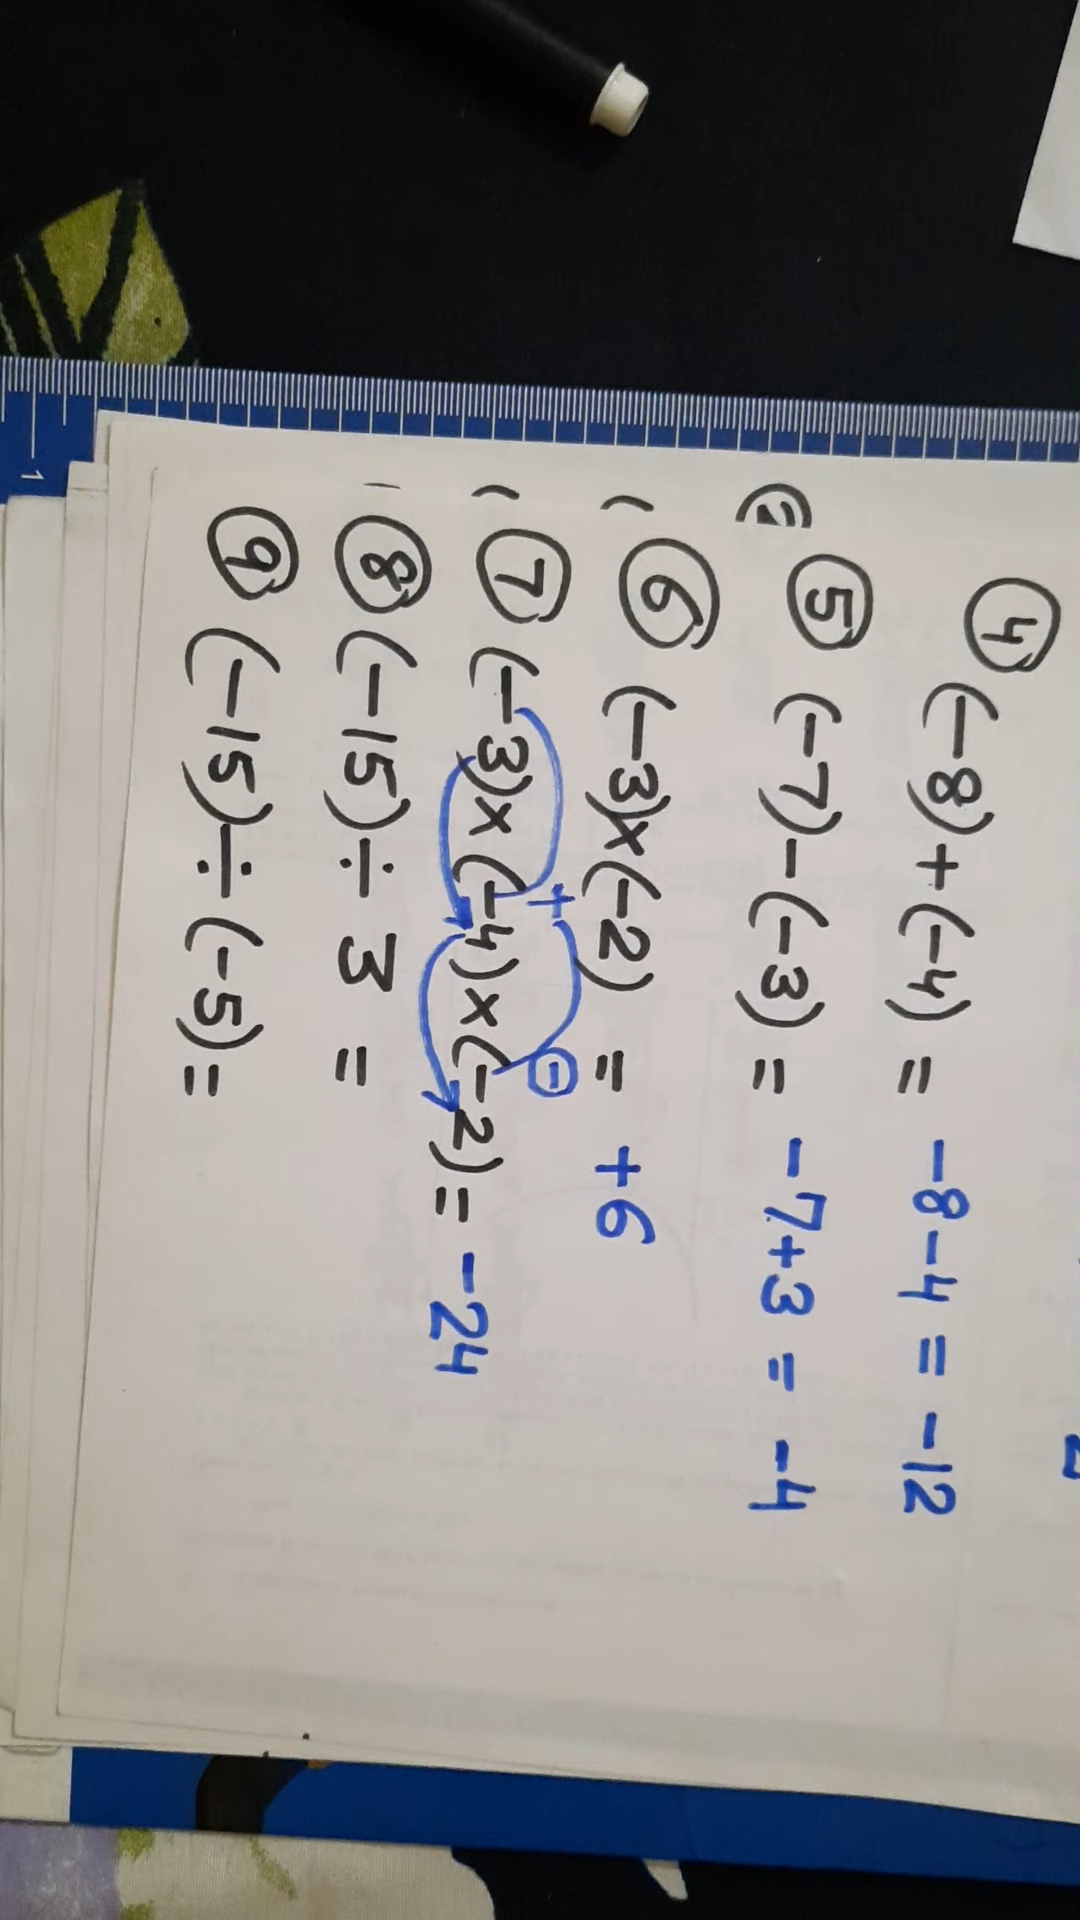 ④ (-8)+(-4) = -8-4 = -12
⑤ (-7)-(-3) = -7+3 = -4
⑥ (-3)×(-2) = +6
+ -
⑦ (-3)×(-4)×(-2) = -24
⑧ (-15)÷ 3 =
⑨ (-15)÷(-5) =
1